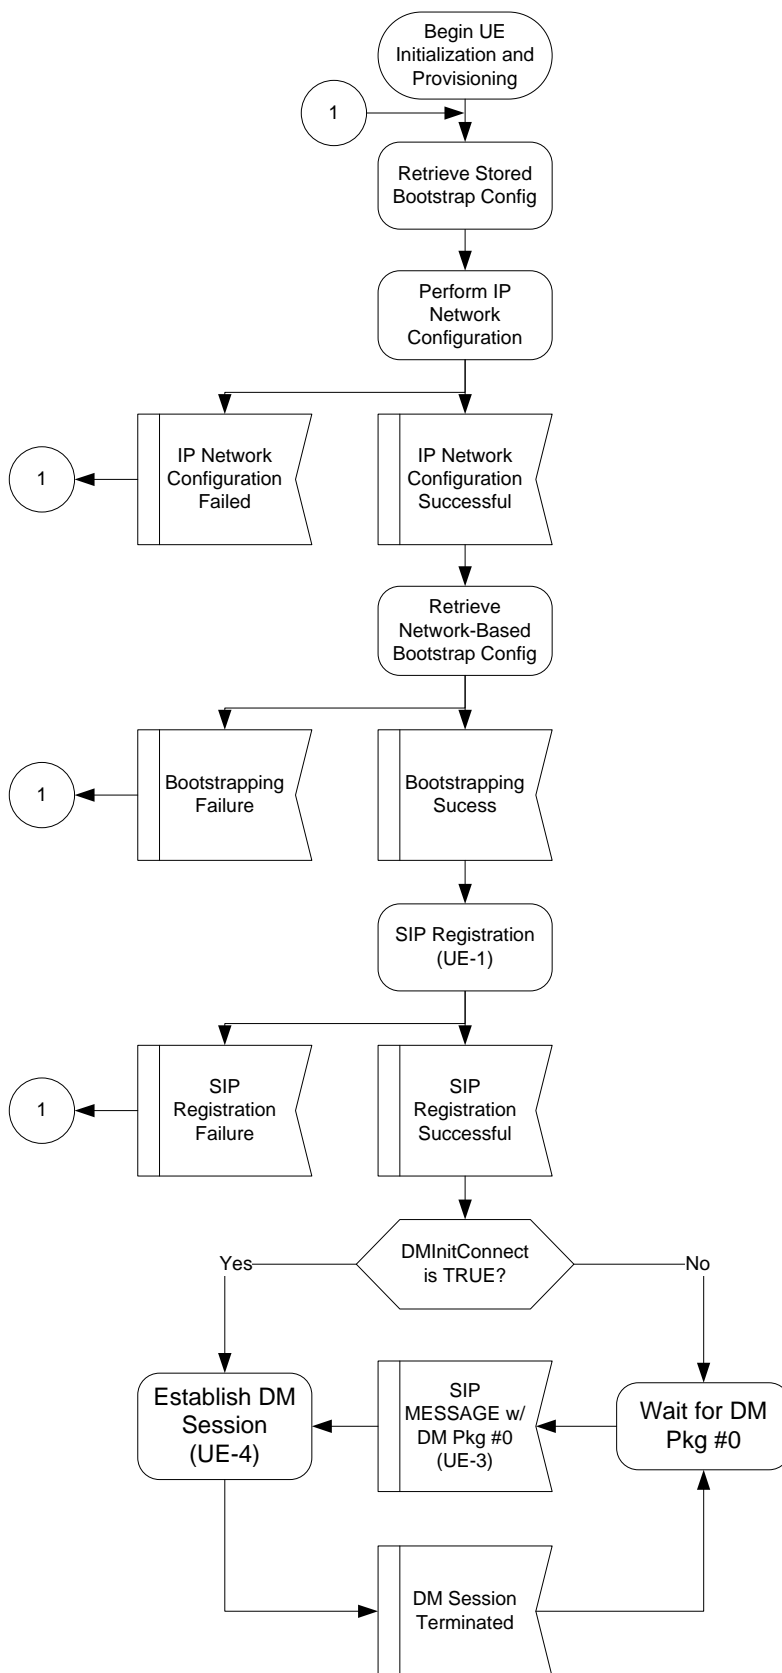 Begin UE
Initialization and
Provisioning
1
Retrieve Stored
Bootstrap Config
Perform IP
Network
Configuration
1
IP Network
Configuration
Failed
IP Network
Configuration
Successful
Retrieve
Network-Based
Bootstrap Config
1
Bootstrapping
Failure
Bootstrapping
Sucess
SIP Registration
(UE-1)
1
SIP
Registration
Failure
SIP
Registration
Successful
DMInitConnect
is TRUE?
Yes
No
Establish DM
Session
(UE-4)
SIP
MESSAGE w/
DM Pkg #0
(UE-3)
Wait for DM
Pkg #0
DM Session
Terminated